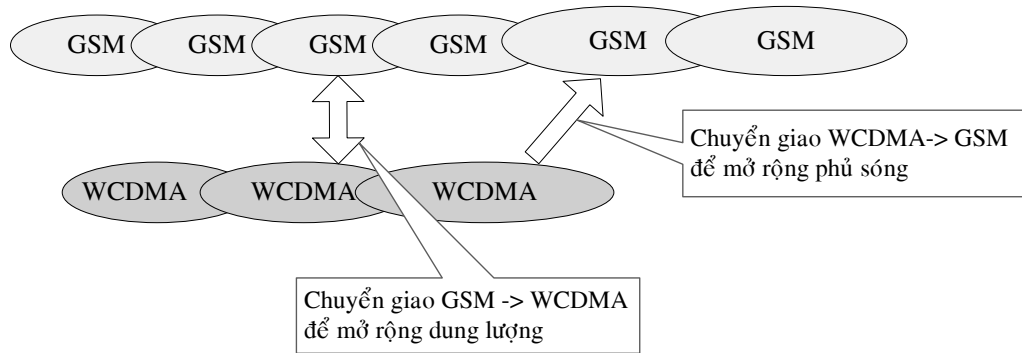 GSM GSM GSM GSM GSM GSM
Chuyển giao WCDMA-> GSM
để mở rộng phủ sóng
WCDMA WCDMA WCDMA
Chuyển giao GSM -> WCDMA
để mở rộng dung lượng